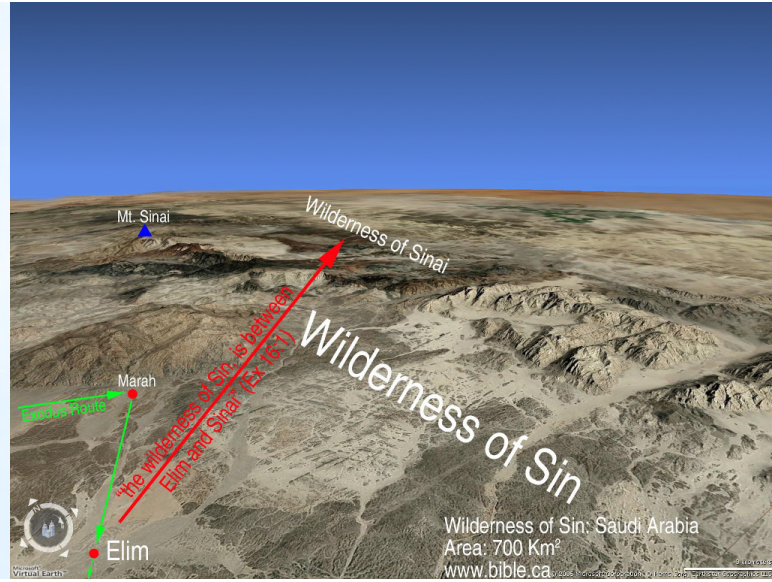 Mt. Sinai
Wilderness of Sinai
Marah
Exodus Route
"the wilderness of Sin, is between
Elim and Sinai" (Ex 16:1)
Wilderness of Sin
N
Elim
Wilderness of Sin: Saudi Arabia
Area: 700 Km²
www.bible.ca
Microsoft
Virtual Earth™